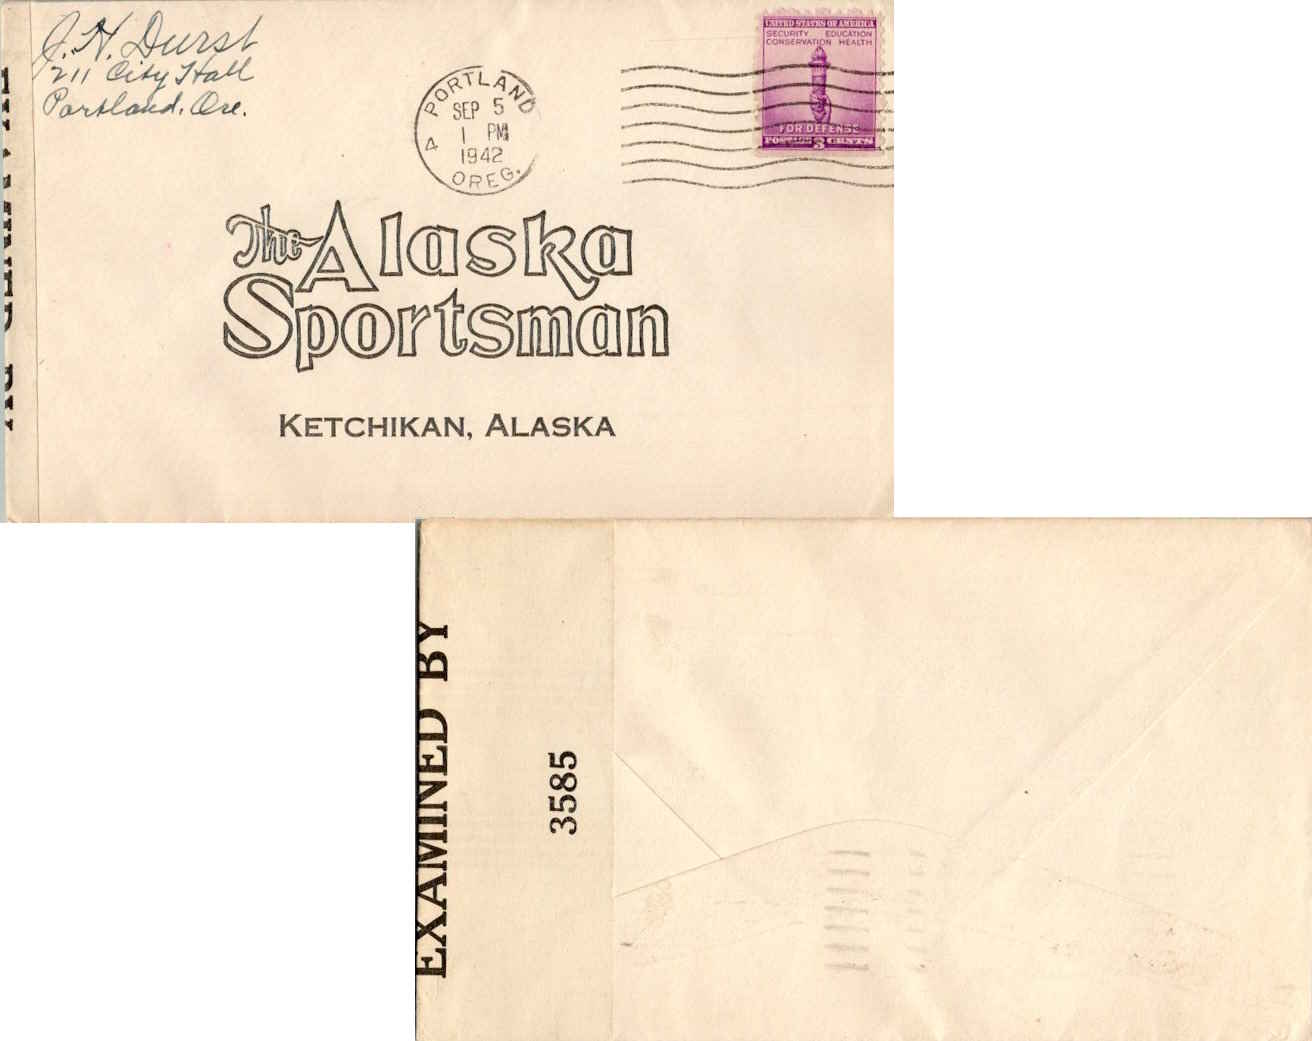 J. H. Durst
211 City Hall
Portland, Ore.
PORTLAND
SEP 5
1 PM
1942
OREG.
4
UNITED STATES OF AMERICA
SECURITY EDUCATION
CONSERVATION HEALTH
FOR DEFENSE
POSTAGE 3 CENTS
The Alaska
Sportsman
KETCHIKAN, ALASKA
EXAMINED BY
3585